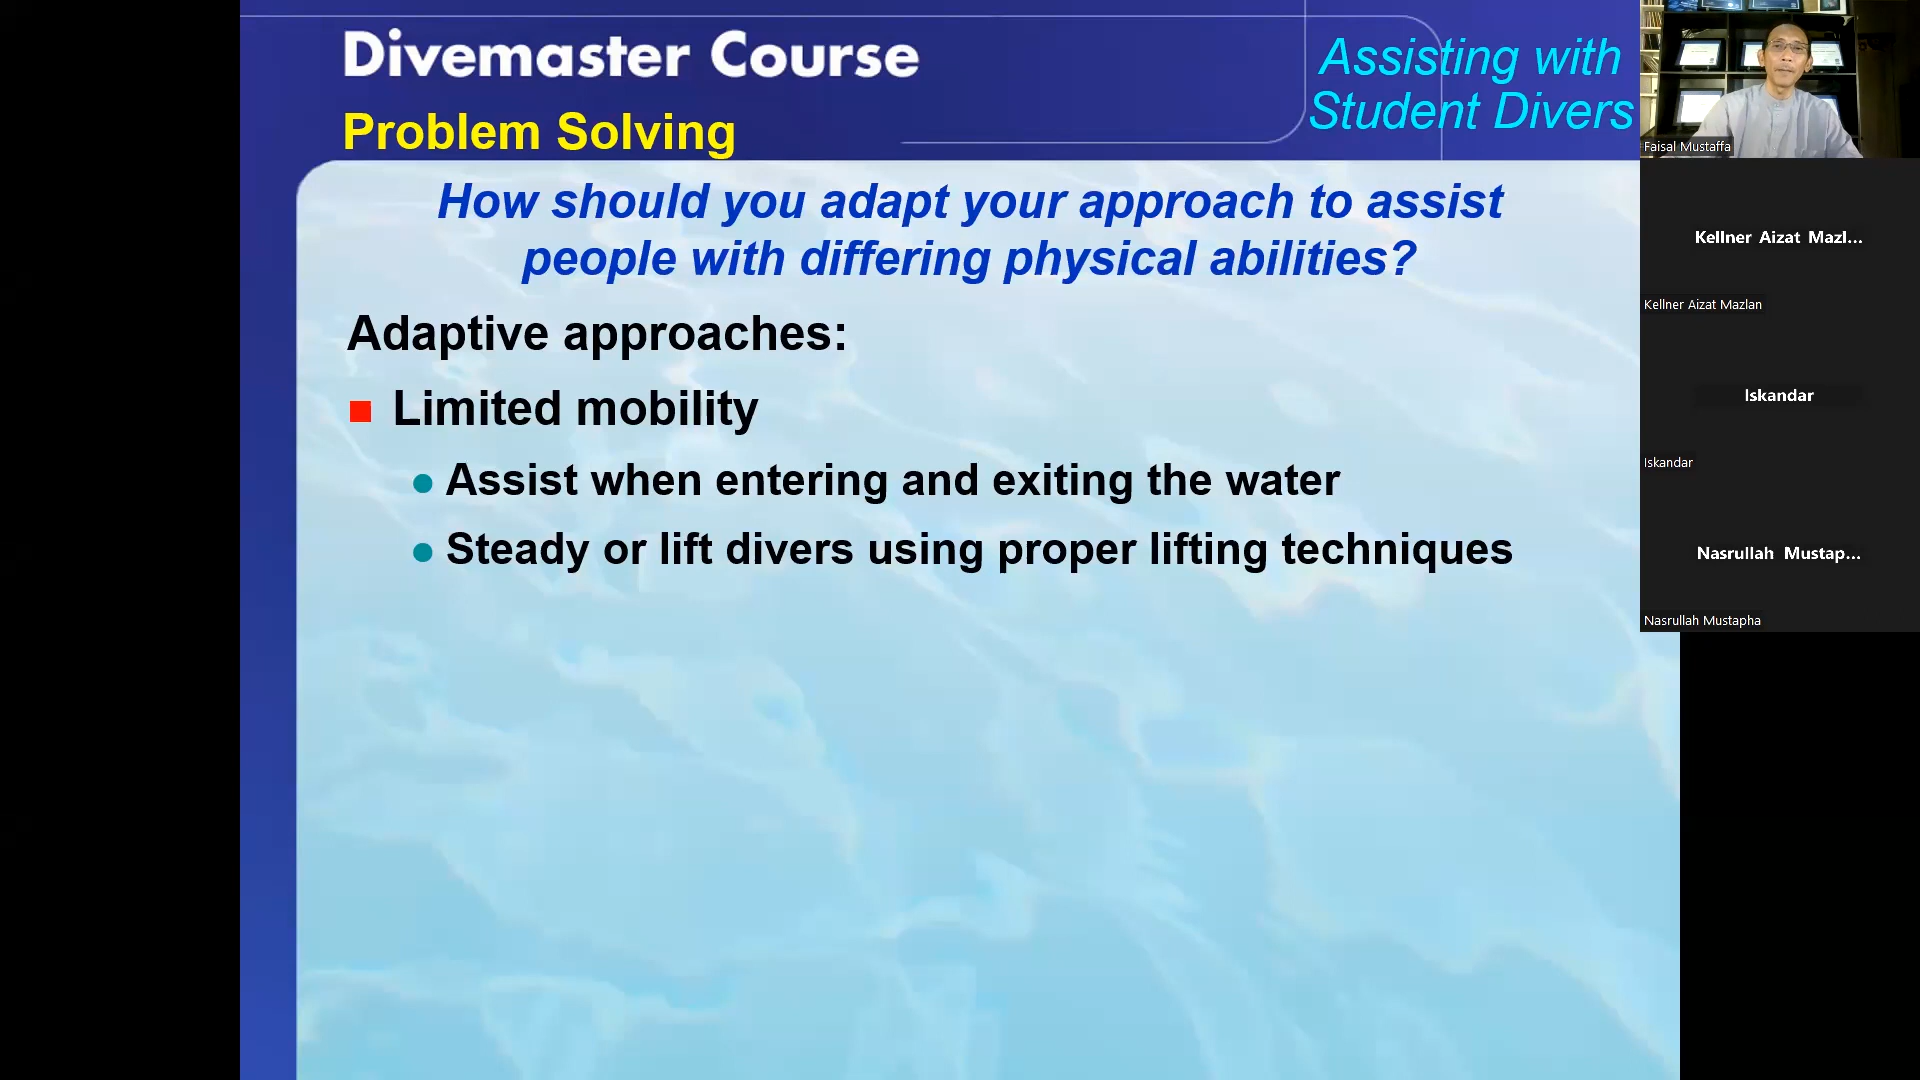 Divemaster Course
Problem Solving
Assisting with
Student Divers
How should you adapt your approach to assist
people with differing physical abilities?
Adaptive approaches:
Limited mobility
Assist when entering and exiting the water
Steady or lift divers using proper lifting techniques
Faisal Mustaffa
Kellner Aizat Mazl...
Kellner Aizat Mazlan
Iskandar
Iskandar
Nasrullah Mustap...
Nasrullah Mustapha